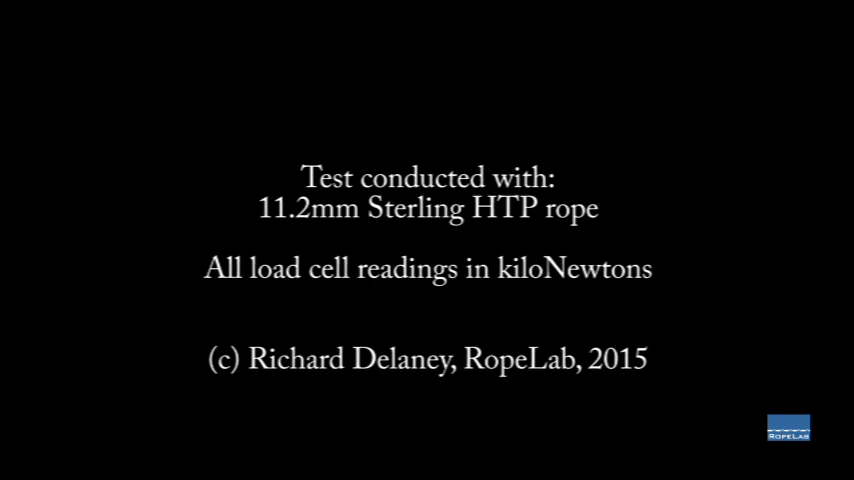 Test conducted with:
11.2mm Sterling HTP rope
All load cell readings in kiloNewtons
(c) Richard Delaney, RopeLab, 2015
ROPELAB